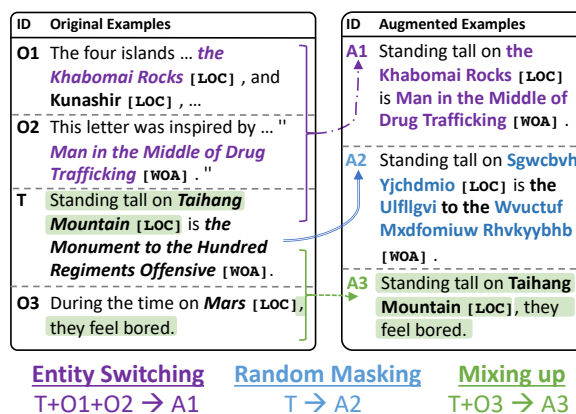 ID Original Examples
O1 The four islands ... the
Khabomai Rocks [LOC] , and
Kunashir [LOC] , ...
O2 This letter was inspired by ... "
Man in the Middle of Drug
Trafficking [WOA] . "
T Standing tall on Taihang
Mountain [LOC] is the
Monument to the Hundred
Regiments Offensive [WOA].
O3 During the time on Mars [LOC],
they feel bored.
ID Augmented Examples
A1 Standing tall on the
Khabomai Rocks [LOC]
is Man in the Middle of
Drug Trafficking [WOA] .
A2 Standing tall on Sgwcbvh
Yjchdmio [LOC] is the
Ulfllgvi to the Wvuctuf
Mxdfomiuw Rhvkyybhb
[WOA] .
A3 Standing tall on Taihang
Mountain [LOC], they
feel bored.
Entity Switching Random Masking Mixing up
T+O1+O2 → A1 T → A2 T+O3 → A3